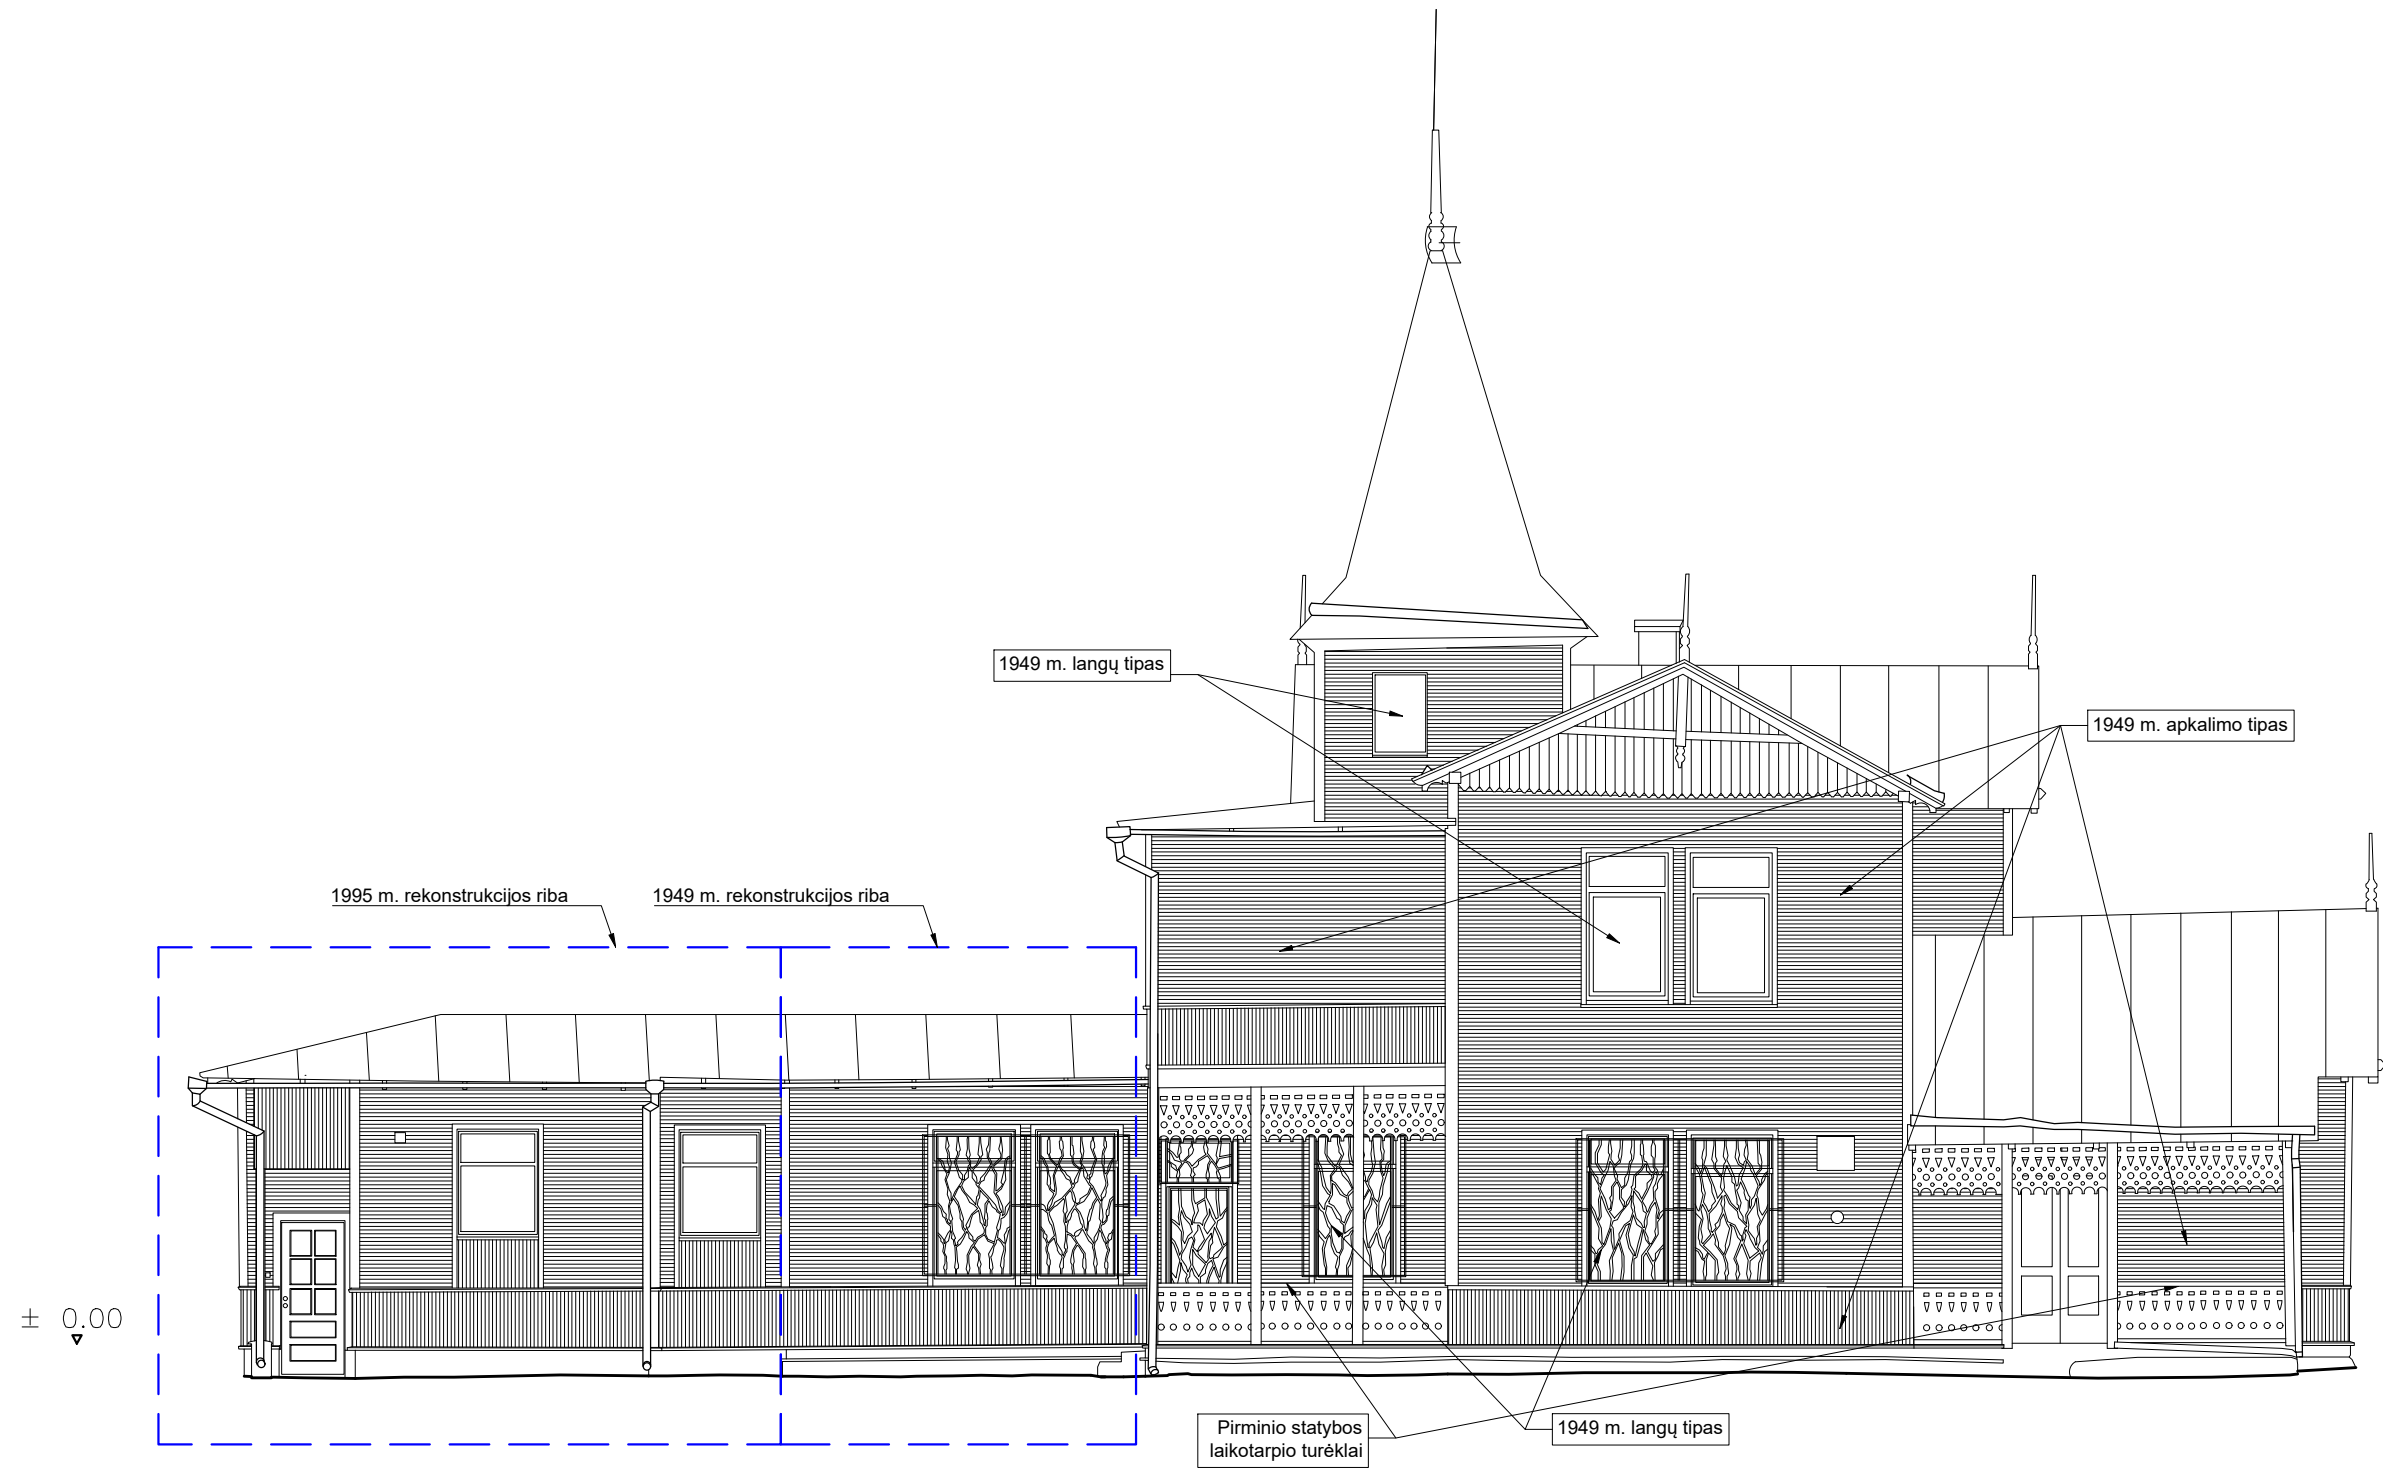 1949 m. langų tipas
1949 m. apkalimo tipas
1995 m. rekonstrukcijos riba
1949 m. rekonstrukcijos riba
± 0.00
Pirminio statybos
laikotarpio turėklai
1949 m. langų tipas